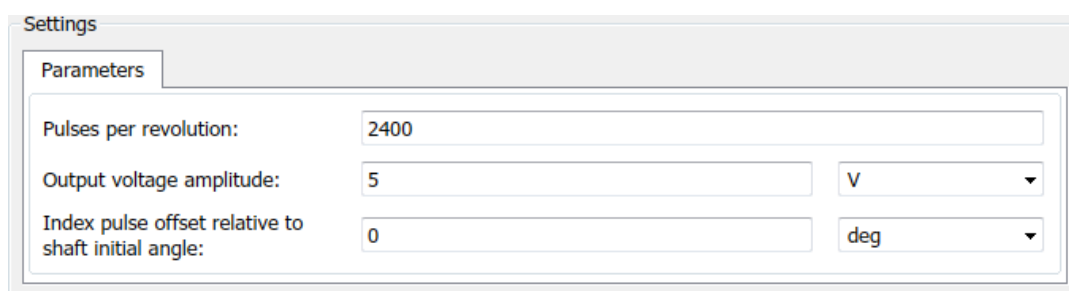 Settings
Parameters
Pulses per revolution: 2400
Output voltage amplitude: 5 V
Index pulse offset relative to
shaft initial angle: 0 deg